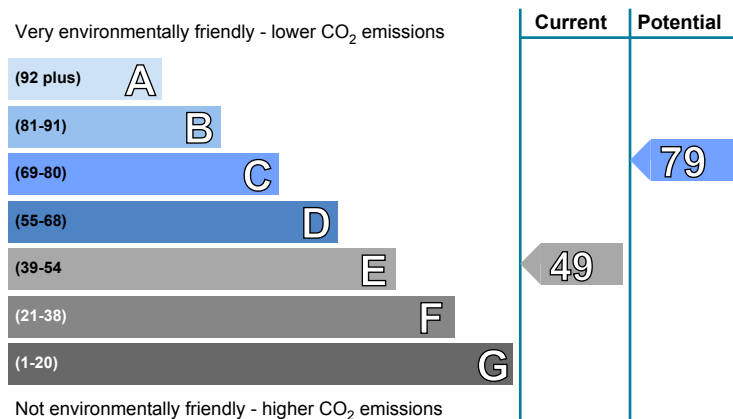 Current Potential
Very environmentally friendly - lower CO2 emissions
(92 plus) A
(81-91) B
(69-80) C
79
(55-68) D
(39-54 E
49
(21-38) F
(1-20) G
Not environmentally friendly - higher CO2 emissions